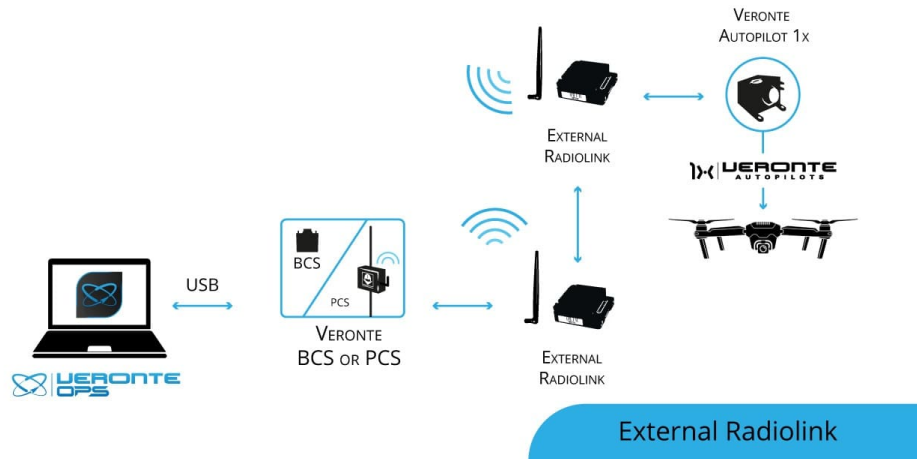 VERONTE
AUTOPILOT 1X
EXTERNAL
RADIOLINK
1X VERONTE
AUTOPILOTS
USB
BCS
PCS
VERONTE
BCS OR PCS
EXTERNAL
RADIOLINK
VERONTE
OPS
External Radiolink